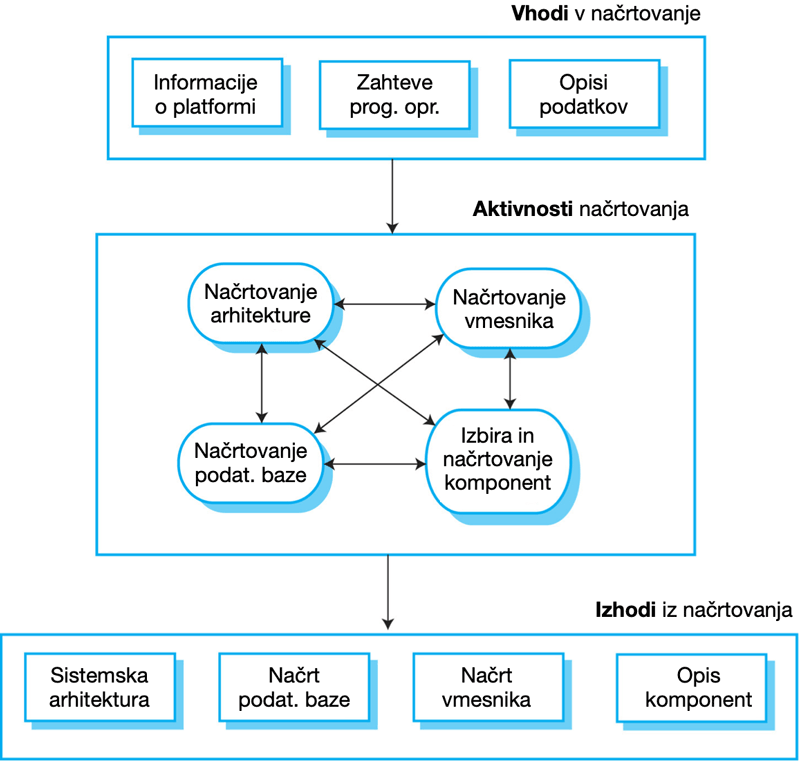 Vhodi v načrtovanje
Informacije
o platformi
Zahteve
prog. opr.
Opisi
podatkov
Aktivnosti načrtovanja
Načrtovanje
arhitekture
Načrtovanje
vmesnika
Načrtovanje
podat. baze
Izbira in
načrtovanje
komponent
Izhodi iz načrtovanja
Sistemska
arhitektura
Načrt
podat. baze
Načrt
vmesnika
Opis
komponent